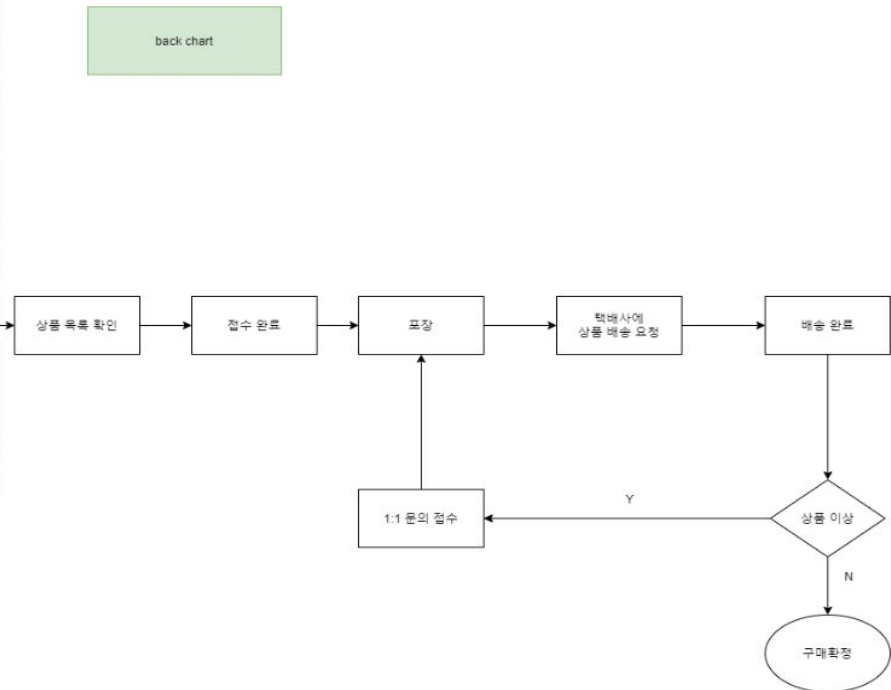 back chart
상품 목록 확인
접수 완료
포장
택배사에
상품 배송 요청
배송 완료
1:1 문의 접수
Y
상품 이상
N
구매확정